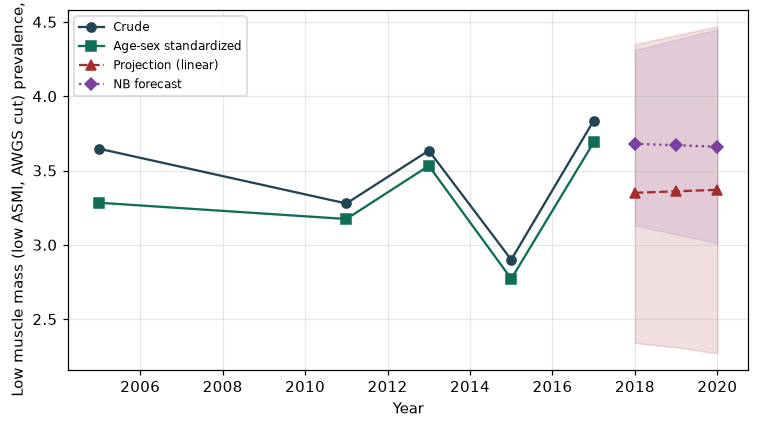 Low muscle mass (low ASMI, AWGS cut) prevalence,
4.5
4.0
3.5
3.0
2.5
Crude
Age-sex standardized
Projection (linear)
NB forecast
2006
2008
2010
2012
2014
2016
2018
2020
Year